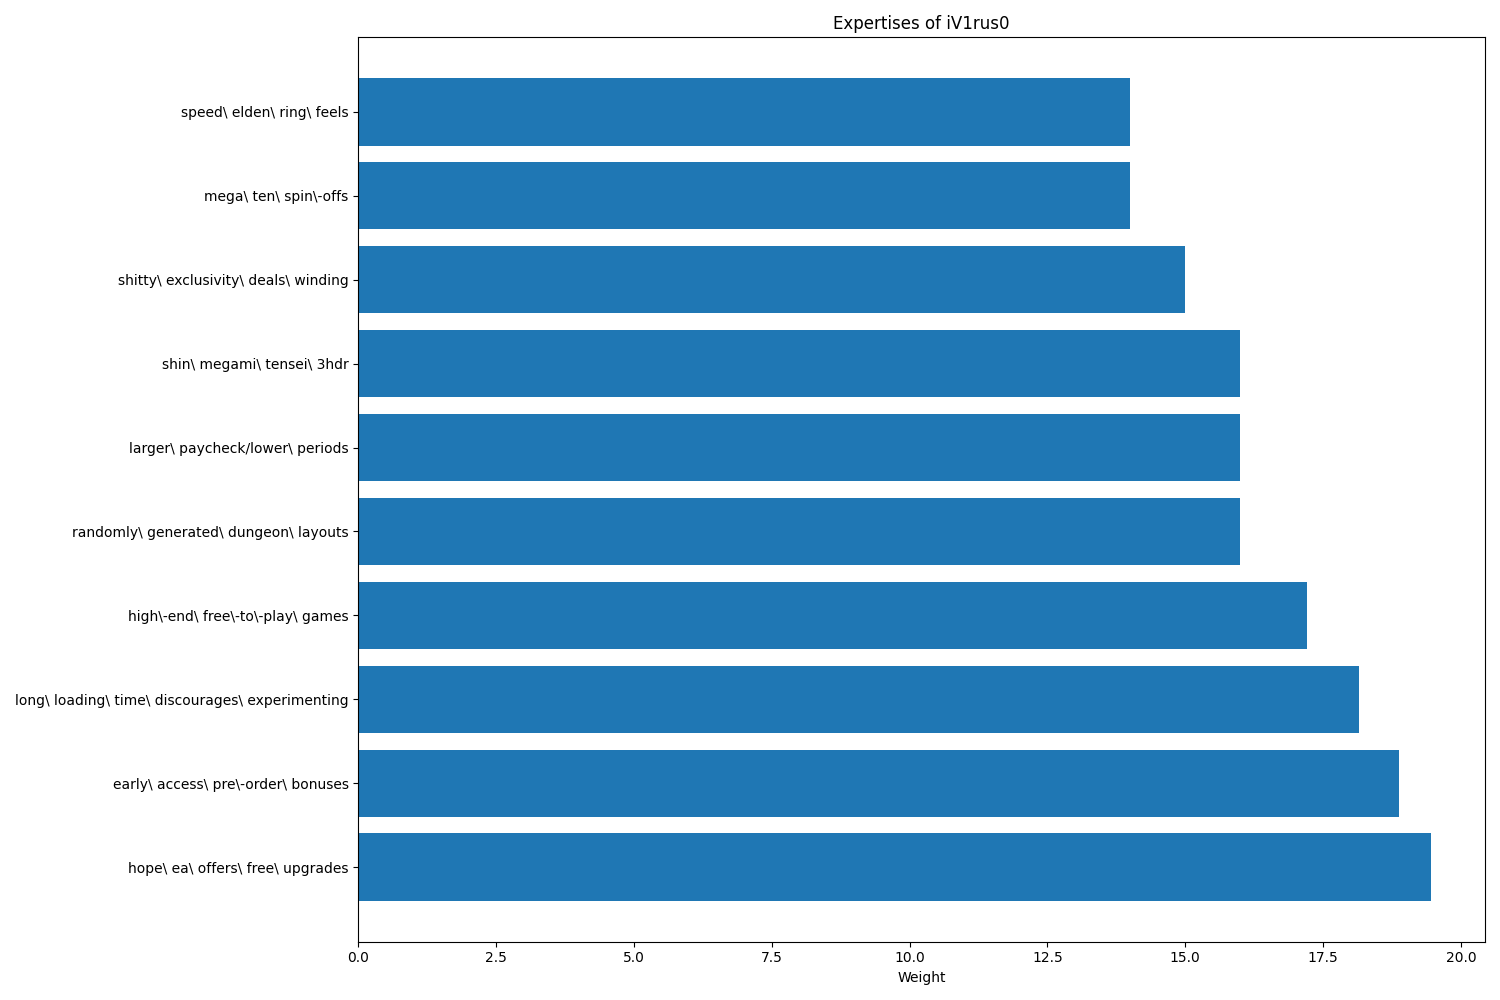 Expertises of iV1rus0
speed\ elden\ ring\ feels
mega\ ten\ spin\-offs
shitty\ exclusivity\ deals\ winding
shin\ megami\ tensei\ 3hdr
larger\ paycheck/lower\ periods
randomly\ generated\ dungeon\ layouts
high\-end\ free\-to\-play\ games
long\ loading\ time\ discourages\ experimenting
early\ access\ pre\-order\ bonuses
hope\ ea\ offers\ free\ upgrades
0.0 2.5 5.0 7.5 10.0 12.5 15.0 17.5 20.0
Weight